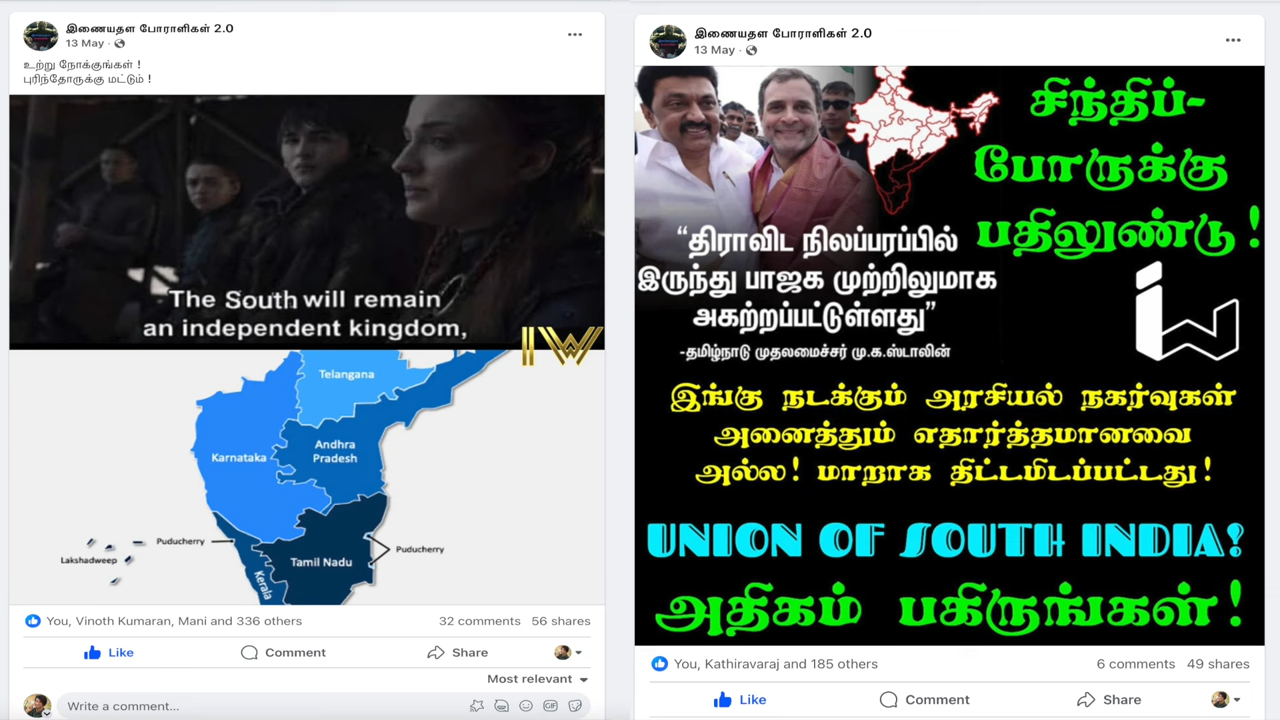 இணையதள போராளிகள் 2.0
13 May
உற்று நோக்குங்கள் !
புரிந்தோருக்கு மட்டும் !
The South will remain
an independent kingdom,
IW
Telangana
Andhra
Pradesh
Karnataka
Puducherry
Puducherry
Lakshadweep
Tamil Nadu
Kerala
You, Vinoth Kumaran, Mani and 336 others
32 comments
56 shares
Like
Comment
Share
Most relevant
Write a comment...
GIF
இணையதள போராளிகள் 2.0
13 May
சிந்திப்-
போருக்கு
பதிலுண்டு !
“திராவிட நிலப்பரப்பில்
இருந்து பாஜக முற்றிலுமாக
அகற்றப்பட்டுள்ளது”
-தமிழ்நாடு முதலமைச்சர் மு.க.ஸ்டாலின்
iW
இங்கு நடக்கும் அரசியல் நகர்வுகள்
அனைத்தும் எதார்த்தமானவை
அல்ல! மாறாக திட்டமிடப்பட்டது!
UNION OF SOUTH INDIA!
அதிகம் பகிருங்கள்!
You, Kathiravaraj and 185 others
6 comments
49 shares
Like
Comment
Share